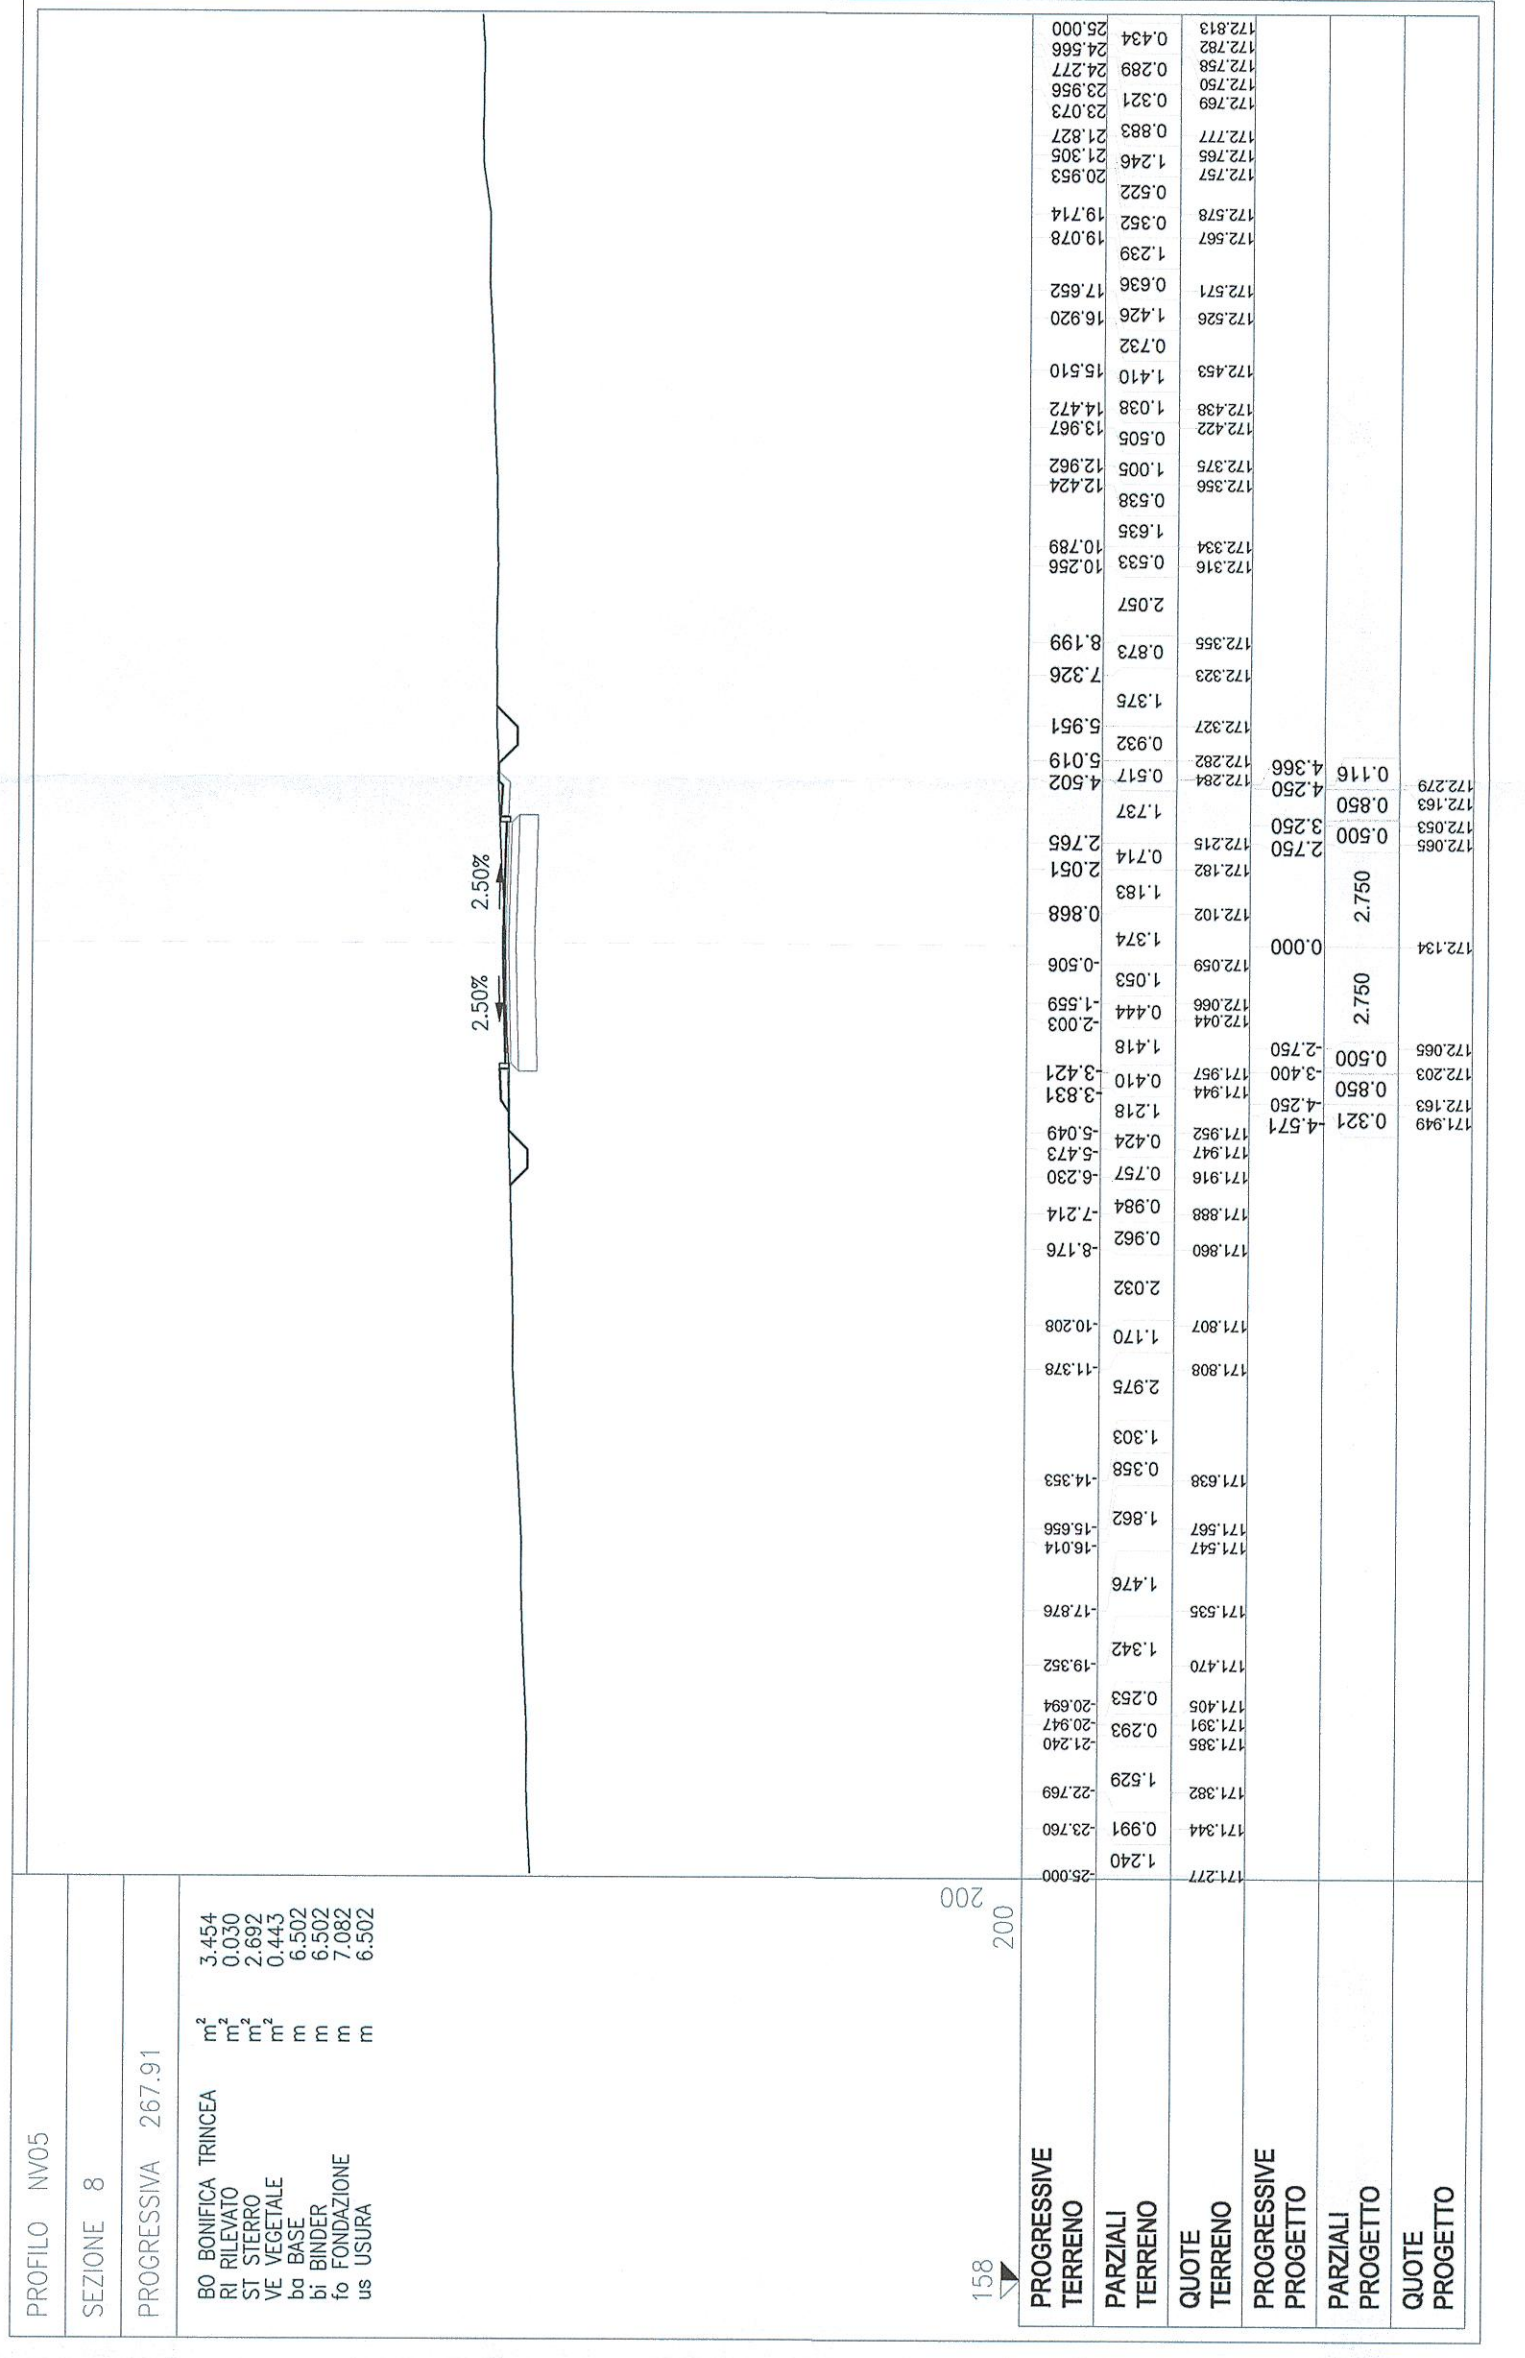 PROFILO NV05
SEZIONE 8
PROGRESSIVA 267.91
BO BONIFICA TRINCEA m² 3.454
RI RILEVATO m² 0.030
ST STERRO m² 2.692
VE VEGETALE m² 0.443
ba BASE m 6.502
bi BINDER m 6.502
fo FONDAZIONE m 7.082
us USURA m 6.502
2.50% 2.50%
200
158 200
PROGRESSIVE TERRENO -25.000 -23.760 -22.769 -21.240 -20.947 -20.694 -19.352 -17.876 -16.014 -15.656 -14.353 -11.378 -10.208 -8.176 -7.214 -6.230 -5.473 -5.049 -3.831 -3.421 -2.003 -1.559 -0.506 0.868 2.051 2.765 4.502 5.019 5.951 7.326 8.199 10.256 10.789 12.424 12.962 13.967 14.472 15.510 16.920 17.652 19.078 19.714 20.953 21.305 21.827 23.073 23.956 24.277 24.566 25.000
PARZIALI TERRENO 1.240 0.991 1.529 0.293 0.253 1.342 1.476 1.862 0.358 1.303 2.975 1.170 2.032 0.962 0.984 0.757 0.424 1.218 0.410 1.418 0.444 1.053 1.374 1.183 0.714 1.737 0.517 0.932 1.375 0.873 2.057 0.533 1.635 0.538 1.005 0.505 1.038 1.410 0.732 1.426 0.636 1.239 0.352 0.522 1.246 0.883 0.321 0.289 0.434
QUOTE TERRENO 171.277 171.344 171.382 171.385 171.391 171.405 171.470 171.535 171.547 171.567 171.638 171.808 171.807 171.860 171.888 171.916 171.947 171.952 171.944 171.957 172.044 172.066 172.059 172.102 172.182 172.215 172.284 172.262 172.327 172.323 172.355 172.316 172.334 172.356 172.375 172.422 172.438 172.453 172.526 172.571 172.567 172.578 172.757 172.765 172.777 172.769 172.750 172.758 172.782 172.813
PROGRESSIVE PROGETTO -4.571 -4.250 -3.400 -2.750 0.000 2.750 3.250 4.250 4.366
PARZIALI PROGETTO 0.321 0.850 0.500 2.750 2.750 0.500 0.850 0.116
QUOTE PROGETTO 171.949 172.163 172.203 172.065 172.134 172.065 172.053 172.163 172.279